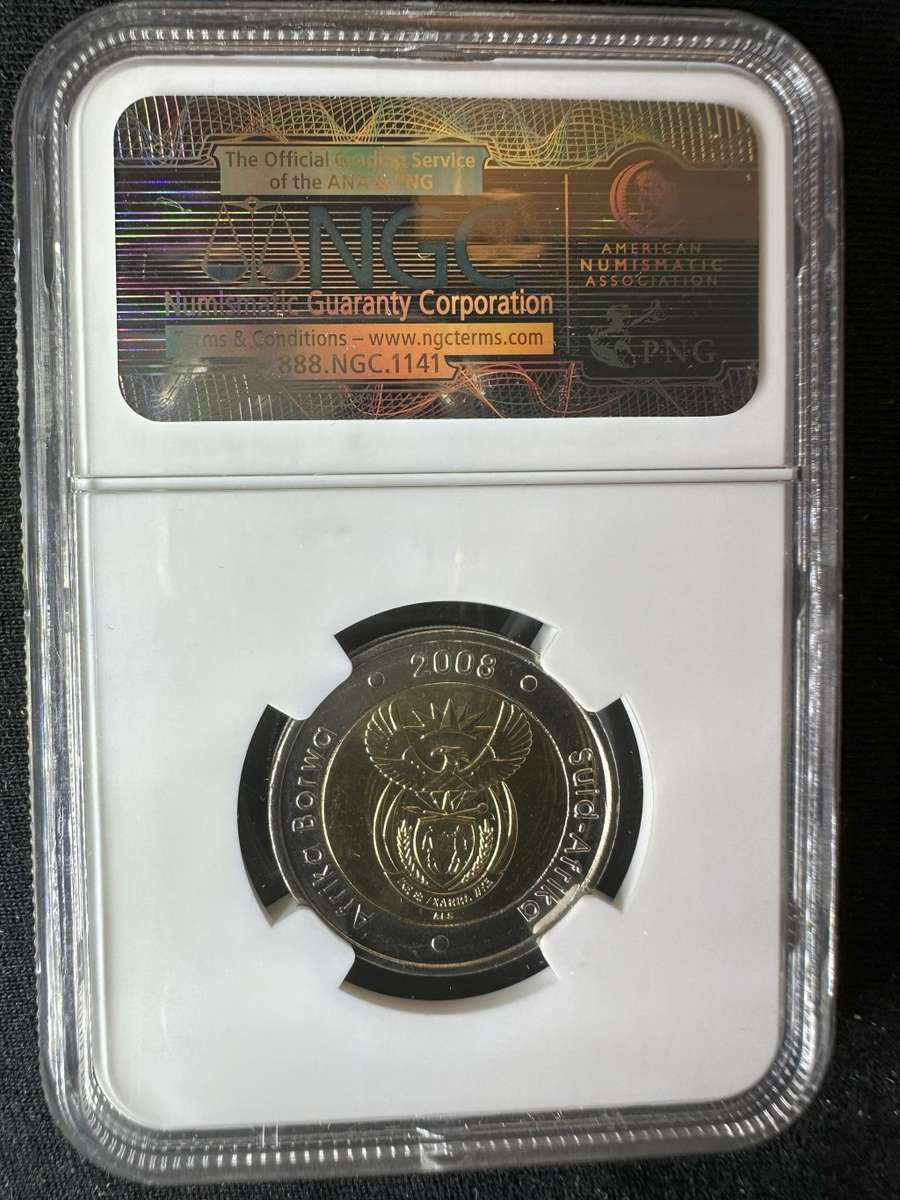 The Official Grading Service
of the ANA & PNG
NGC
Numismatic Guaranty Corporation
Terms & Conditions – www.ngcterms.com
888.NGC.1141
AMERICAN
NUMISMATIC
ASSOCIATION
PNG
2008
Afrika Borwa
Suid-Afrika
ALS